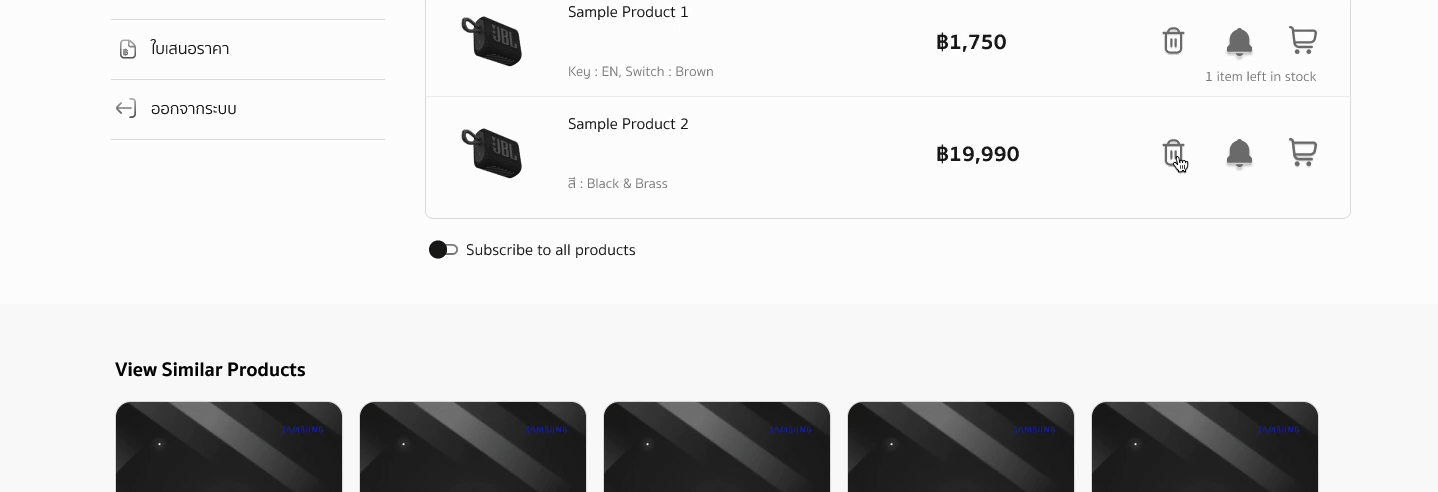 ใบเสนอราคา
ออกจากระบบ
Sample Product 1
JBL
฿1,750
Key : EN, Switch : Brown
1 item left in stock
Sample Product 2
JBL
฿19,990
สี : Black & Brass
Subscribe to all products
View Similar Products
SAMSUNG
SAMSUNG
SAMSUNG
SAMSUNG
SAMSUNG